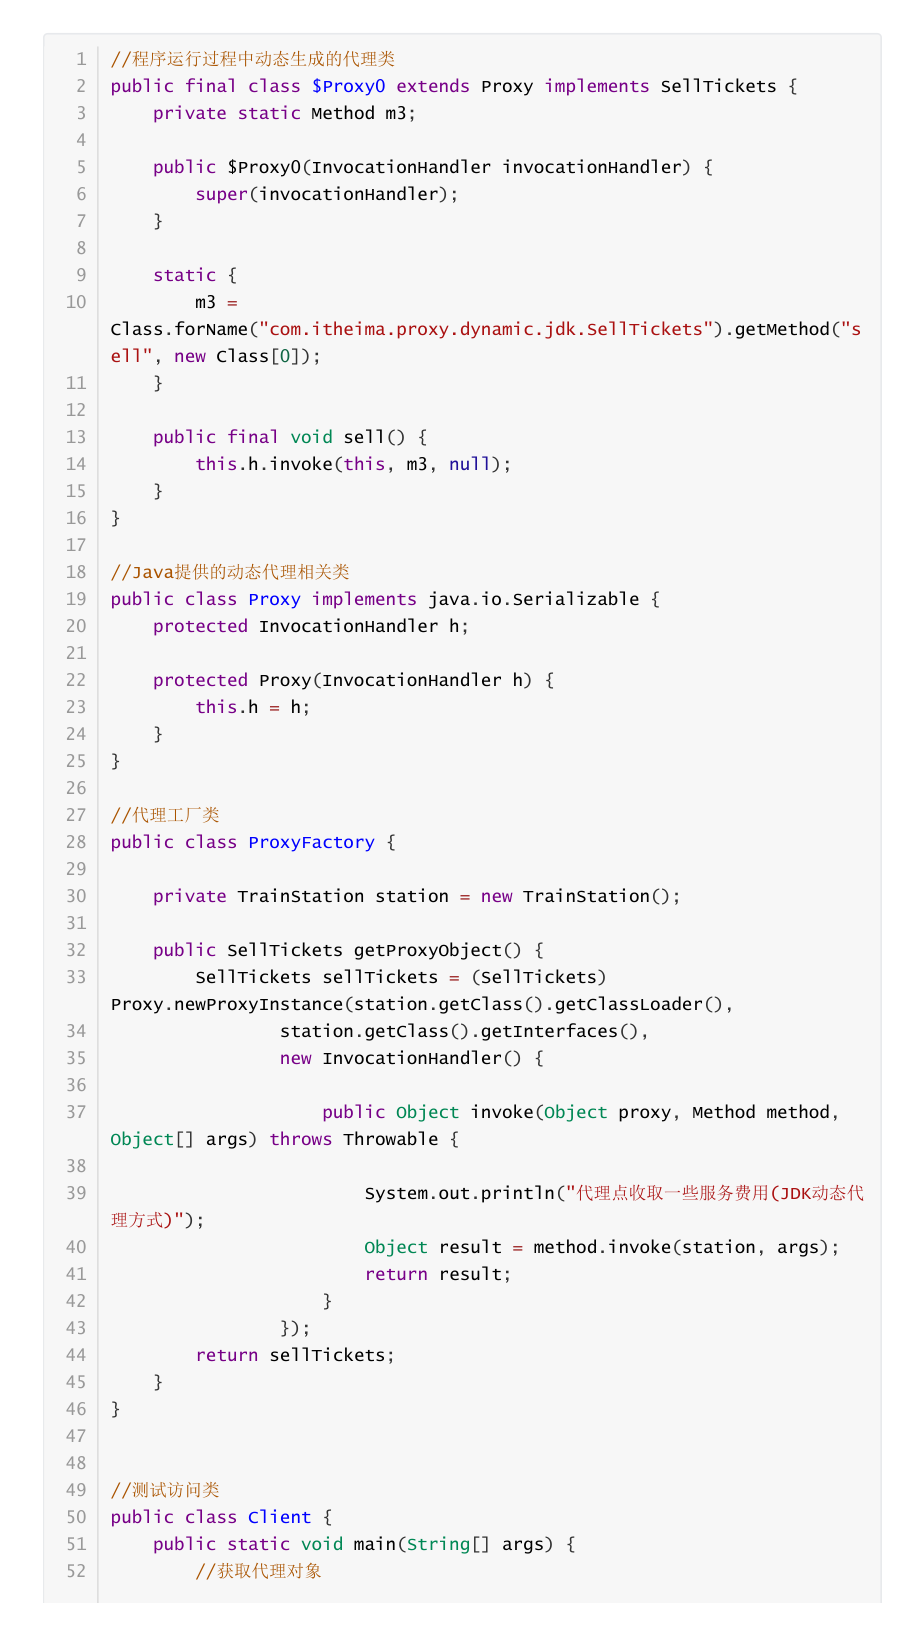 1 //程序运行过程中动态生成的代理类
2 public final class $Proxy0 extends Proxy implements SellTickets {
3     private static Method m3;
4
5     public $Proxy0(InvocationHandler invocationHandler) {
6         super(invocationHandler);
7     }
8
9     static {
10         m3 =
Class.forName("com.itheima.proxy.dynamic.jdk.SellTickets").getMethod("s
ell", new Class[0]);
11     }
12
13     public final void sell() {
14         this.h.invoke(this, m3, null);
15     }
16 }
17
18 //Java提供的动态代理相关类
19 public class Proxy implements java.io.Serializable {
20     protected InvocationHandler h;
21
22     protected Proxy(InvocationHandler h) {
23         this.h = h;
24     }
25 }
26
27 //代理工厂类
28 public class ProxyFactory {
29
30     private TrainStation station = new TrainStation();
31
32     public SellTickets getProxyObject() {
33         SellTickets sellTickets = (SellTickets)
Proxy.newProxyInstance(station.getClass().getClassLoader(),
34                 station.getClass().getInterfaces(),
35                 new InvocationHandler() {
36
37                     public Object invoke(Object proxy, Method method,
Object[] args) throws Throwable {
38
39                         System.out.println("代理点收取一些服务费用(JDK动态代
理方式)");
40                         Object result = method.invoke(station, args);
41                         return result;
42                     }
43                 });
44         return sellTickets;
45     }
46 }
47
48
49 //测试访问类
50 public class Client {
51     public static void main(String[] args) {
52         //获取代理对象